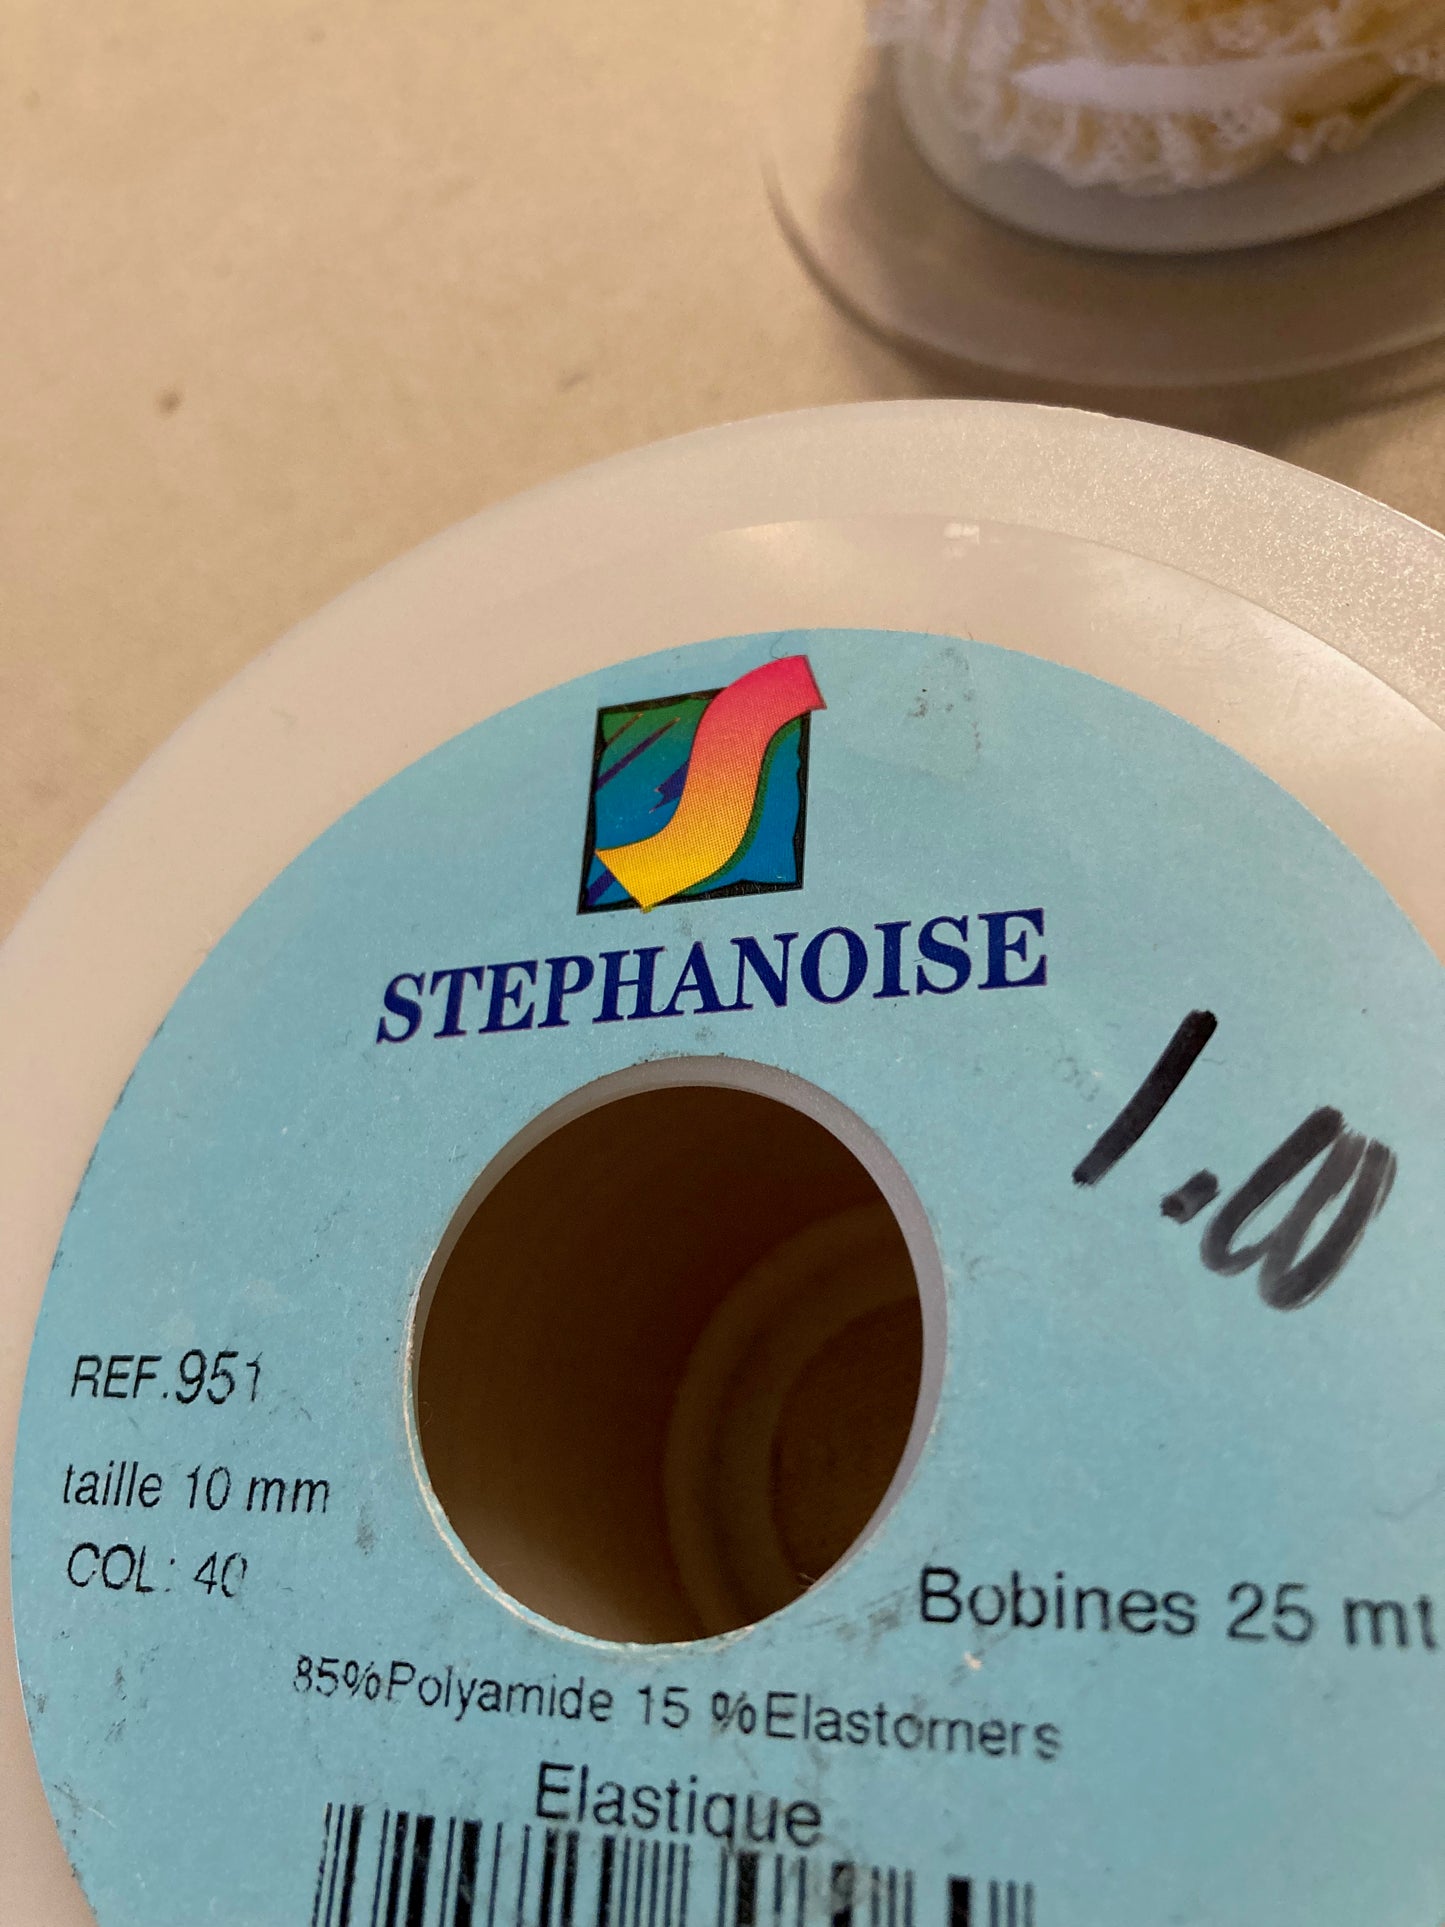 STEPHANOISE
1.00
REF.951
taille 10 mm
COL: 40
Bobines 25 mt
85%Polyamide 15 %Elastomers
Elastique